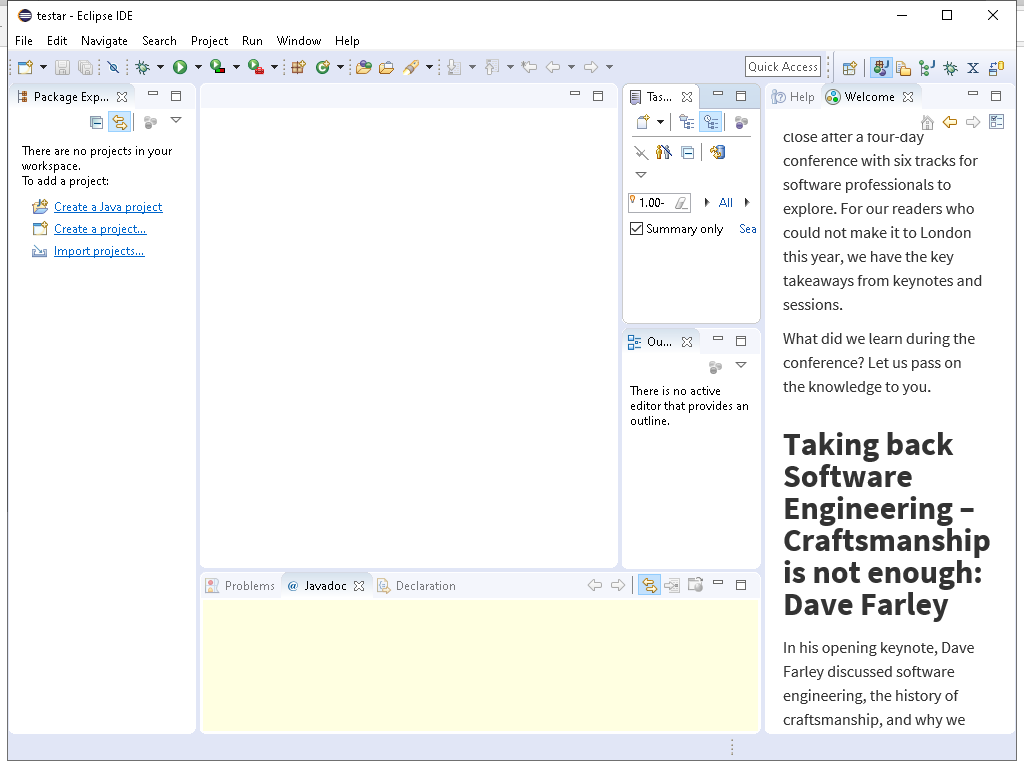 testar - Eclipse IDE
File Edit Navigate Search Project Run Window Help
Quick Access
Package Exp...
There are no projects in your
workspace.
To add a project:
Create a Java project
Create a project...
Import projects...
Tas...
1.00-
All
Summary only
Sea
Ou...
There is no active
editor that provides an
outline.
Problems
@ Javadoc
Declaration
Help
Welcome
close after a four-day
conference with six tracks for
software professionals to
explore. For our readers who
could not make it to London
this year, we have the key
takeaways from keynotes and
sessions.
What did we learn during the
conference? Let us pass on
the knowledge to you.
Taking back
Software
Engineering –
Craftsmanship
is not enough:
Dave Farley
In his opening keynote, Dave
Farley discussed software
engineering, the history of
craftsmanship, and why we